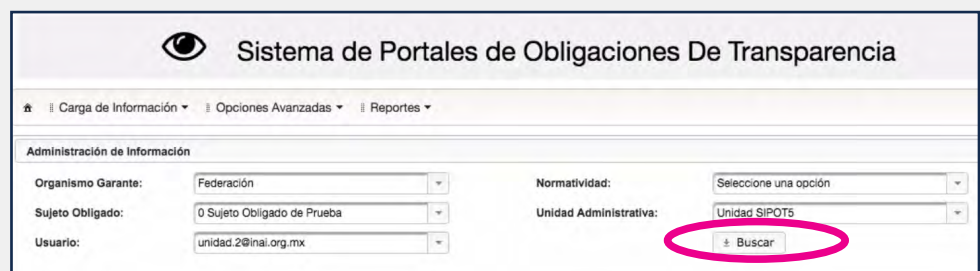 Sistema de Portales de Obligaciones De Transparencia
Carga de Información Opciones Avanzadas Reportes
Administración de Información
Organismo Garante: Federación Normatividad: Seleccione una opción
Sujeto Obligado: 0 Sujeto Obligado de Prueba Unidad Administrativa: Unidad SIPOT5
Usuario: unidad.2@inai.org.mx Buscar